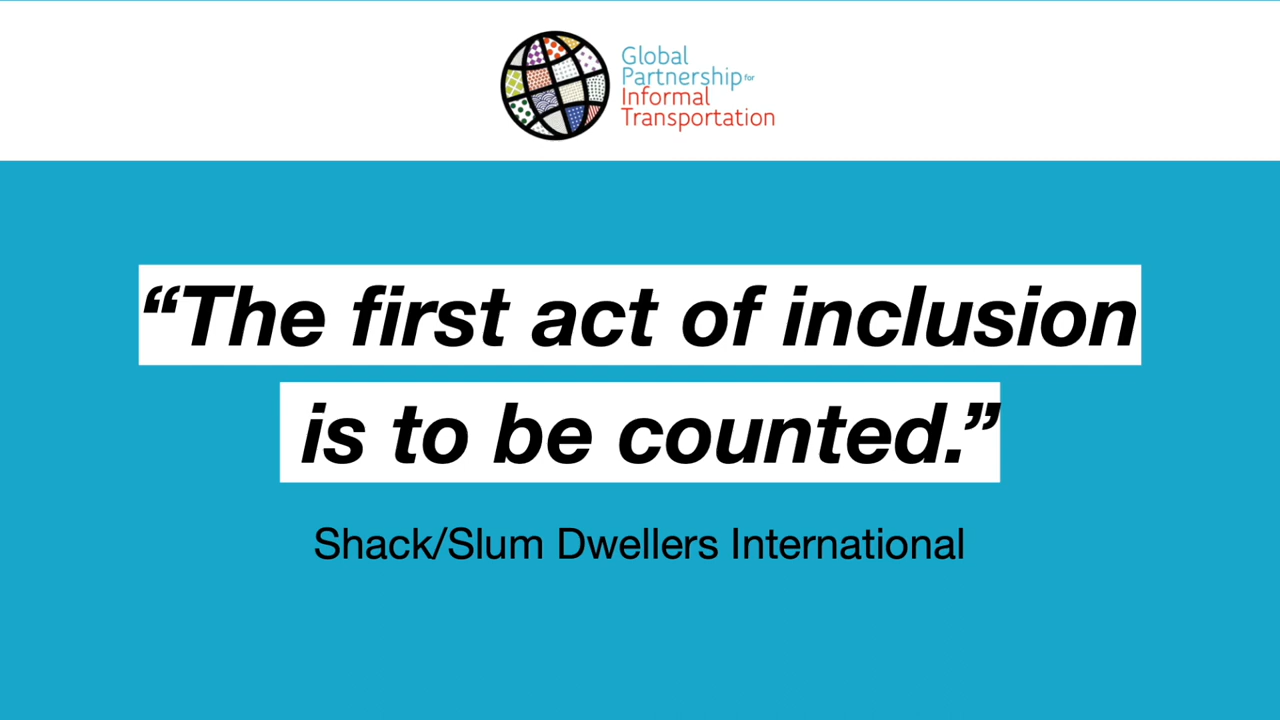 Global
Partnership for
Informal
Transportation
“The first act of inclusion
is to be counted.”
Shack/Slum Dwellers International